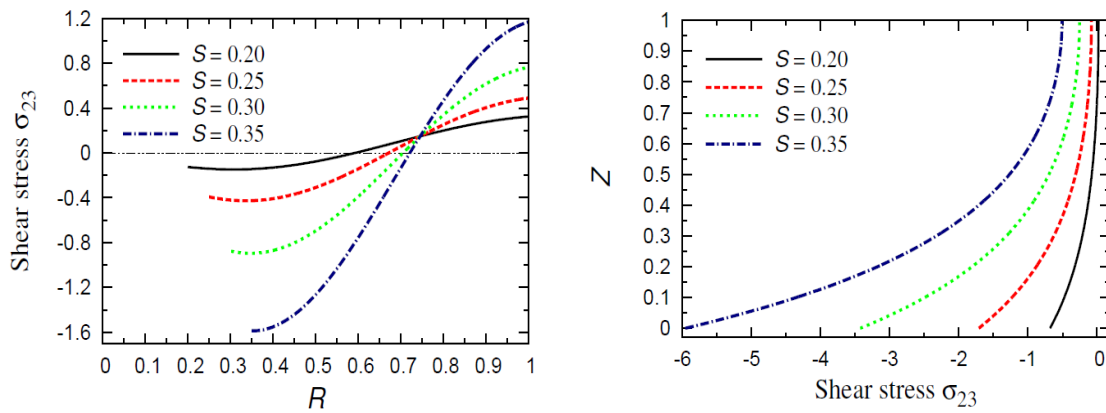 1.2
0.8
0.4
0
-0.4
-0.8
-1.2
-1.6
Shear stress σ23
S = 0.20
S = 0.25
S = 0.30
S = 0.35
0 0.1 0.2 0.3 0.4 0.5 0.6 0.7 0.8 0.9 1
R
1
0.9
0.8
0.7
0.6
0.5
0.4
0.3
0.2
0.1
0
Z
S = 0.20
S = 0.25
S = 0.30
S = 0.35
-6 -5 -4 -3 -2 -1 0
Shear stress σ23